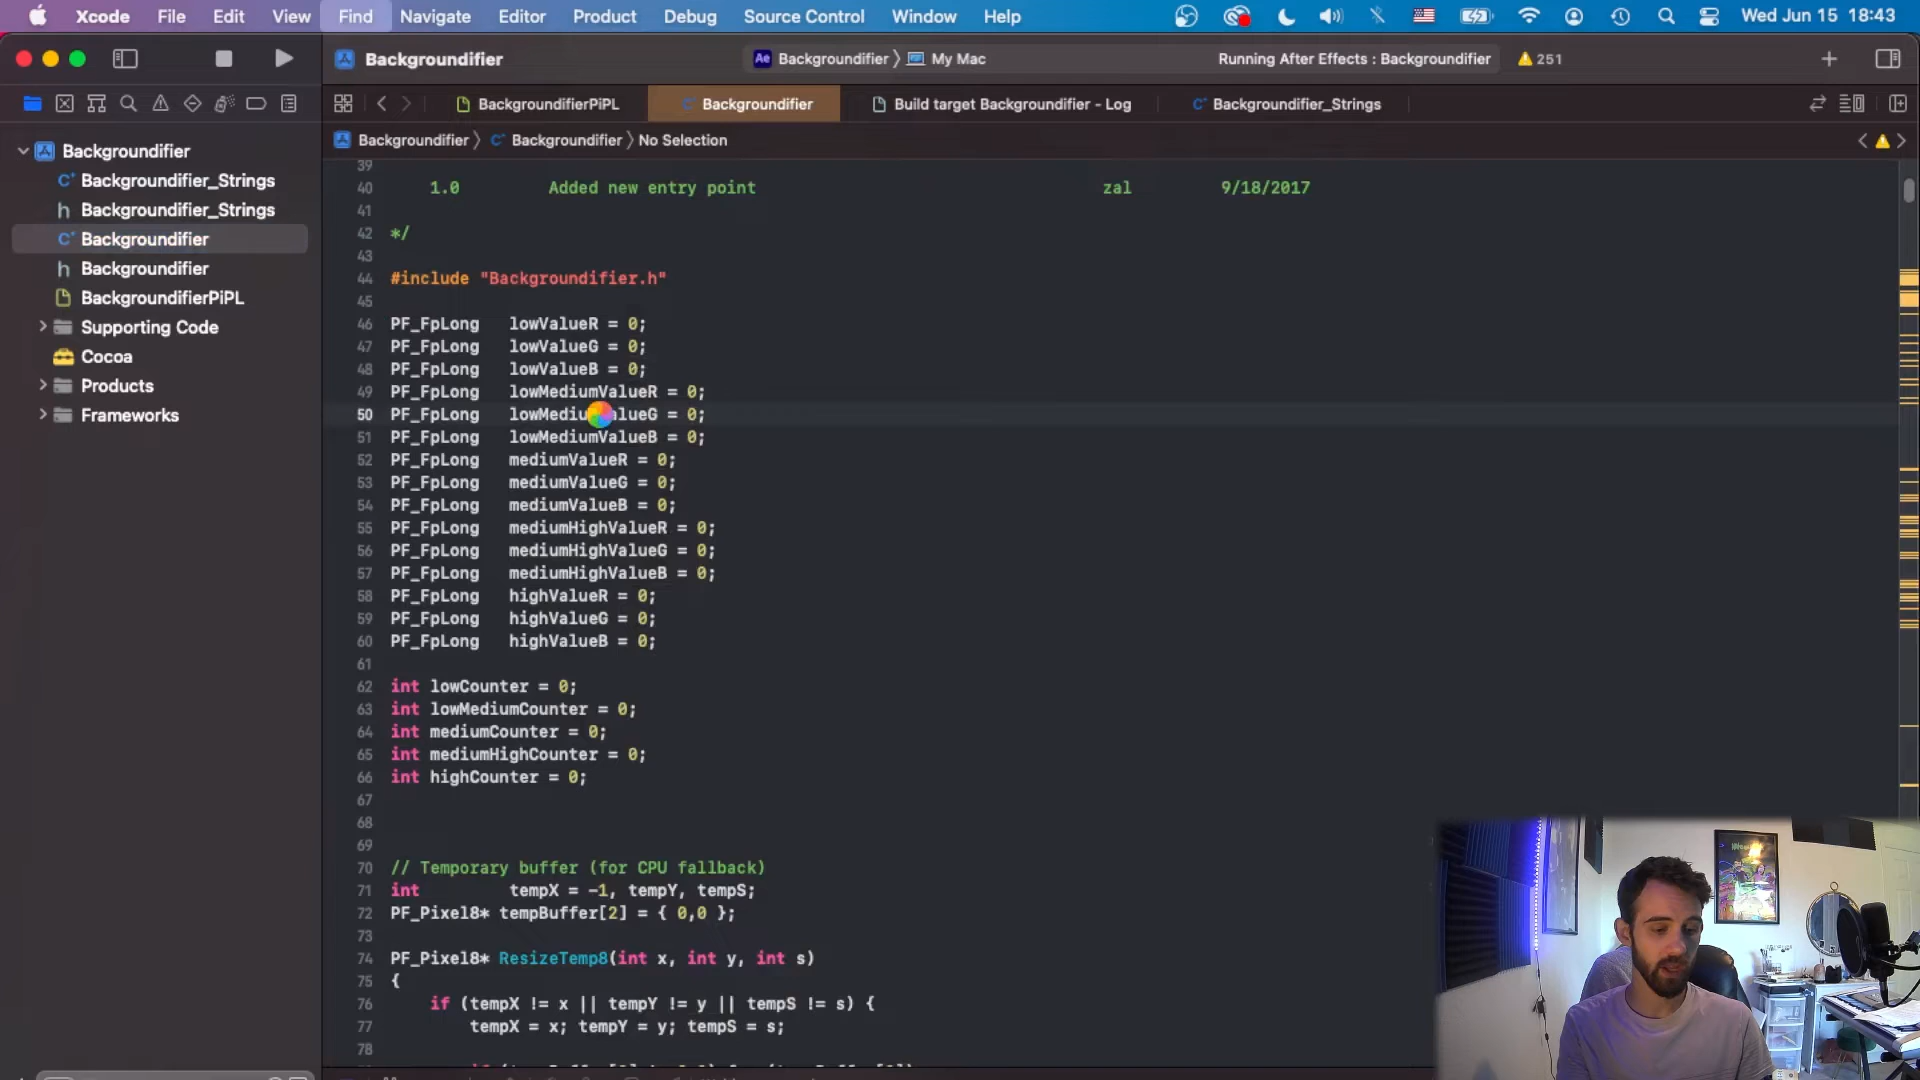 Xcode File Edit View Find Navigate Editor Product Debug Source Control Window Help Wed Jun 15 18:43
Backgroundifier Ae Backgroundifier 〉 My Mac Running After Effects : Backgroundifier 251
BackgroundifierPiPL Backgroundifier Build target Backgroundifier - Log Backgroundifier_Strings
Backgroundifier 〉 Backgroundifier 〉 No Selection
Backgroundifier
Backgroundifier_Strings
h Backgroundifier_Strings
Backgroundifier
h Backgroundifier
BackgroundifierPiPL
Supporting Code
Cocoa
Products
Frameworks
39
40 1.0 Added new entry point zal 9/18/2017
41
42 */
43
44 #include "Backgroundifier.h"
45
46 PF_FpLong lowValueR = 0;
47 PF_FpLong lowValueG = 0;
48 PF_FpLong lowValueB = 0;
49 PF_FpLong lowMediumValueR = 0;
50 PF_FpLong lowMediumValueG = 0;
51 PF_FpLong lowMediumValueB = 0;
52 PF_FpLong mediumValueR = 0;
53 PF_FpLong mediumValueG = 0;
54 PF_FpLong mediumValueB = 0;
55 PF_FpLong mediumHighValueR = 0;
56 PF_FpLong mediumHighValueG = 0;
57 PF_FpLong mediumHighValueB = 0;
58 PF_FpLong highValueR = 0;
59 PF_FpLong highValueG = 0;
60 PF_FpLong highValueB = 0;
61
62 int lowCounter = 0;
63 int lowMediumCounter = 0;
64 int mediumCounter = 0;
65 int mediumHighCounter = 0;
66 int highCounter = 0;
67
68
69
70 // Temporary buffer (for CPU fallback)
71 int tempX = -1, tempY, tempS;
72 PF_Pixel8* tempBuffer[2] = { 0,0 };
73
74 PF_Pixel8* ResizeTemp8(int x, int y, int s)
75 {
76 if (tempX != x || tempY != y || tempS != s) {
77 tempX = x; tempY = y; tempS = s;
78